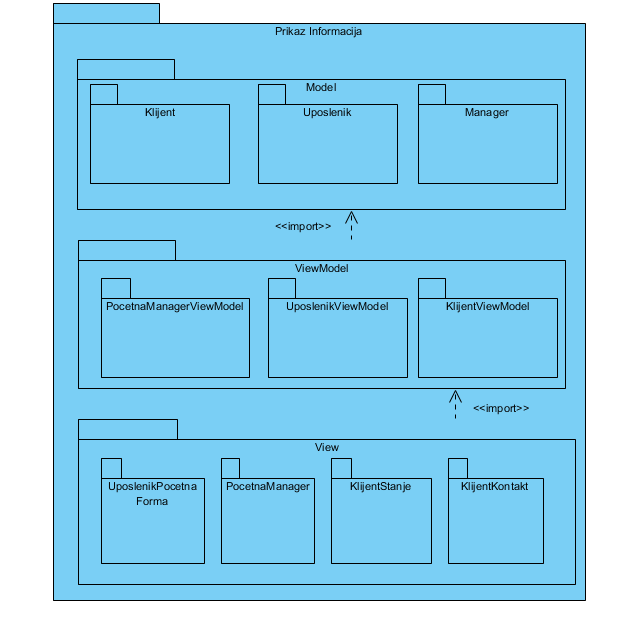 Prikaz Informacija
Model
Klijent
Uposlenik
Manager
<<import>>
ViewModel
PocetnaManagerViewModel
UposlenikViewModel
KlijentViewModel
<<import>>
View
UposlenikPocetna
Forma
PocetnaManager
KlijentStanje
KlijentKontakt